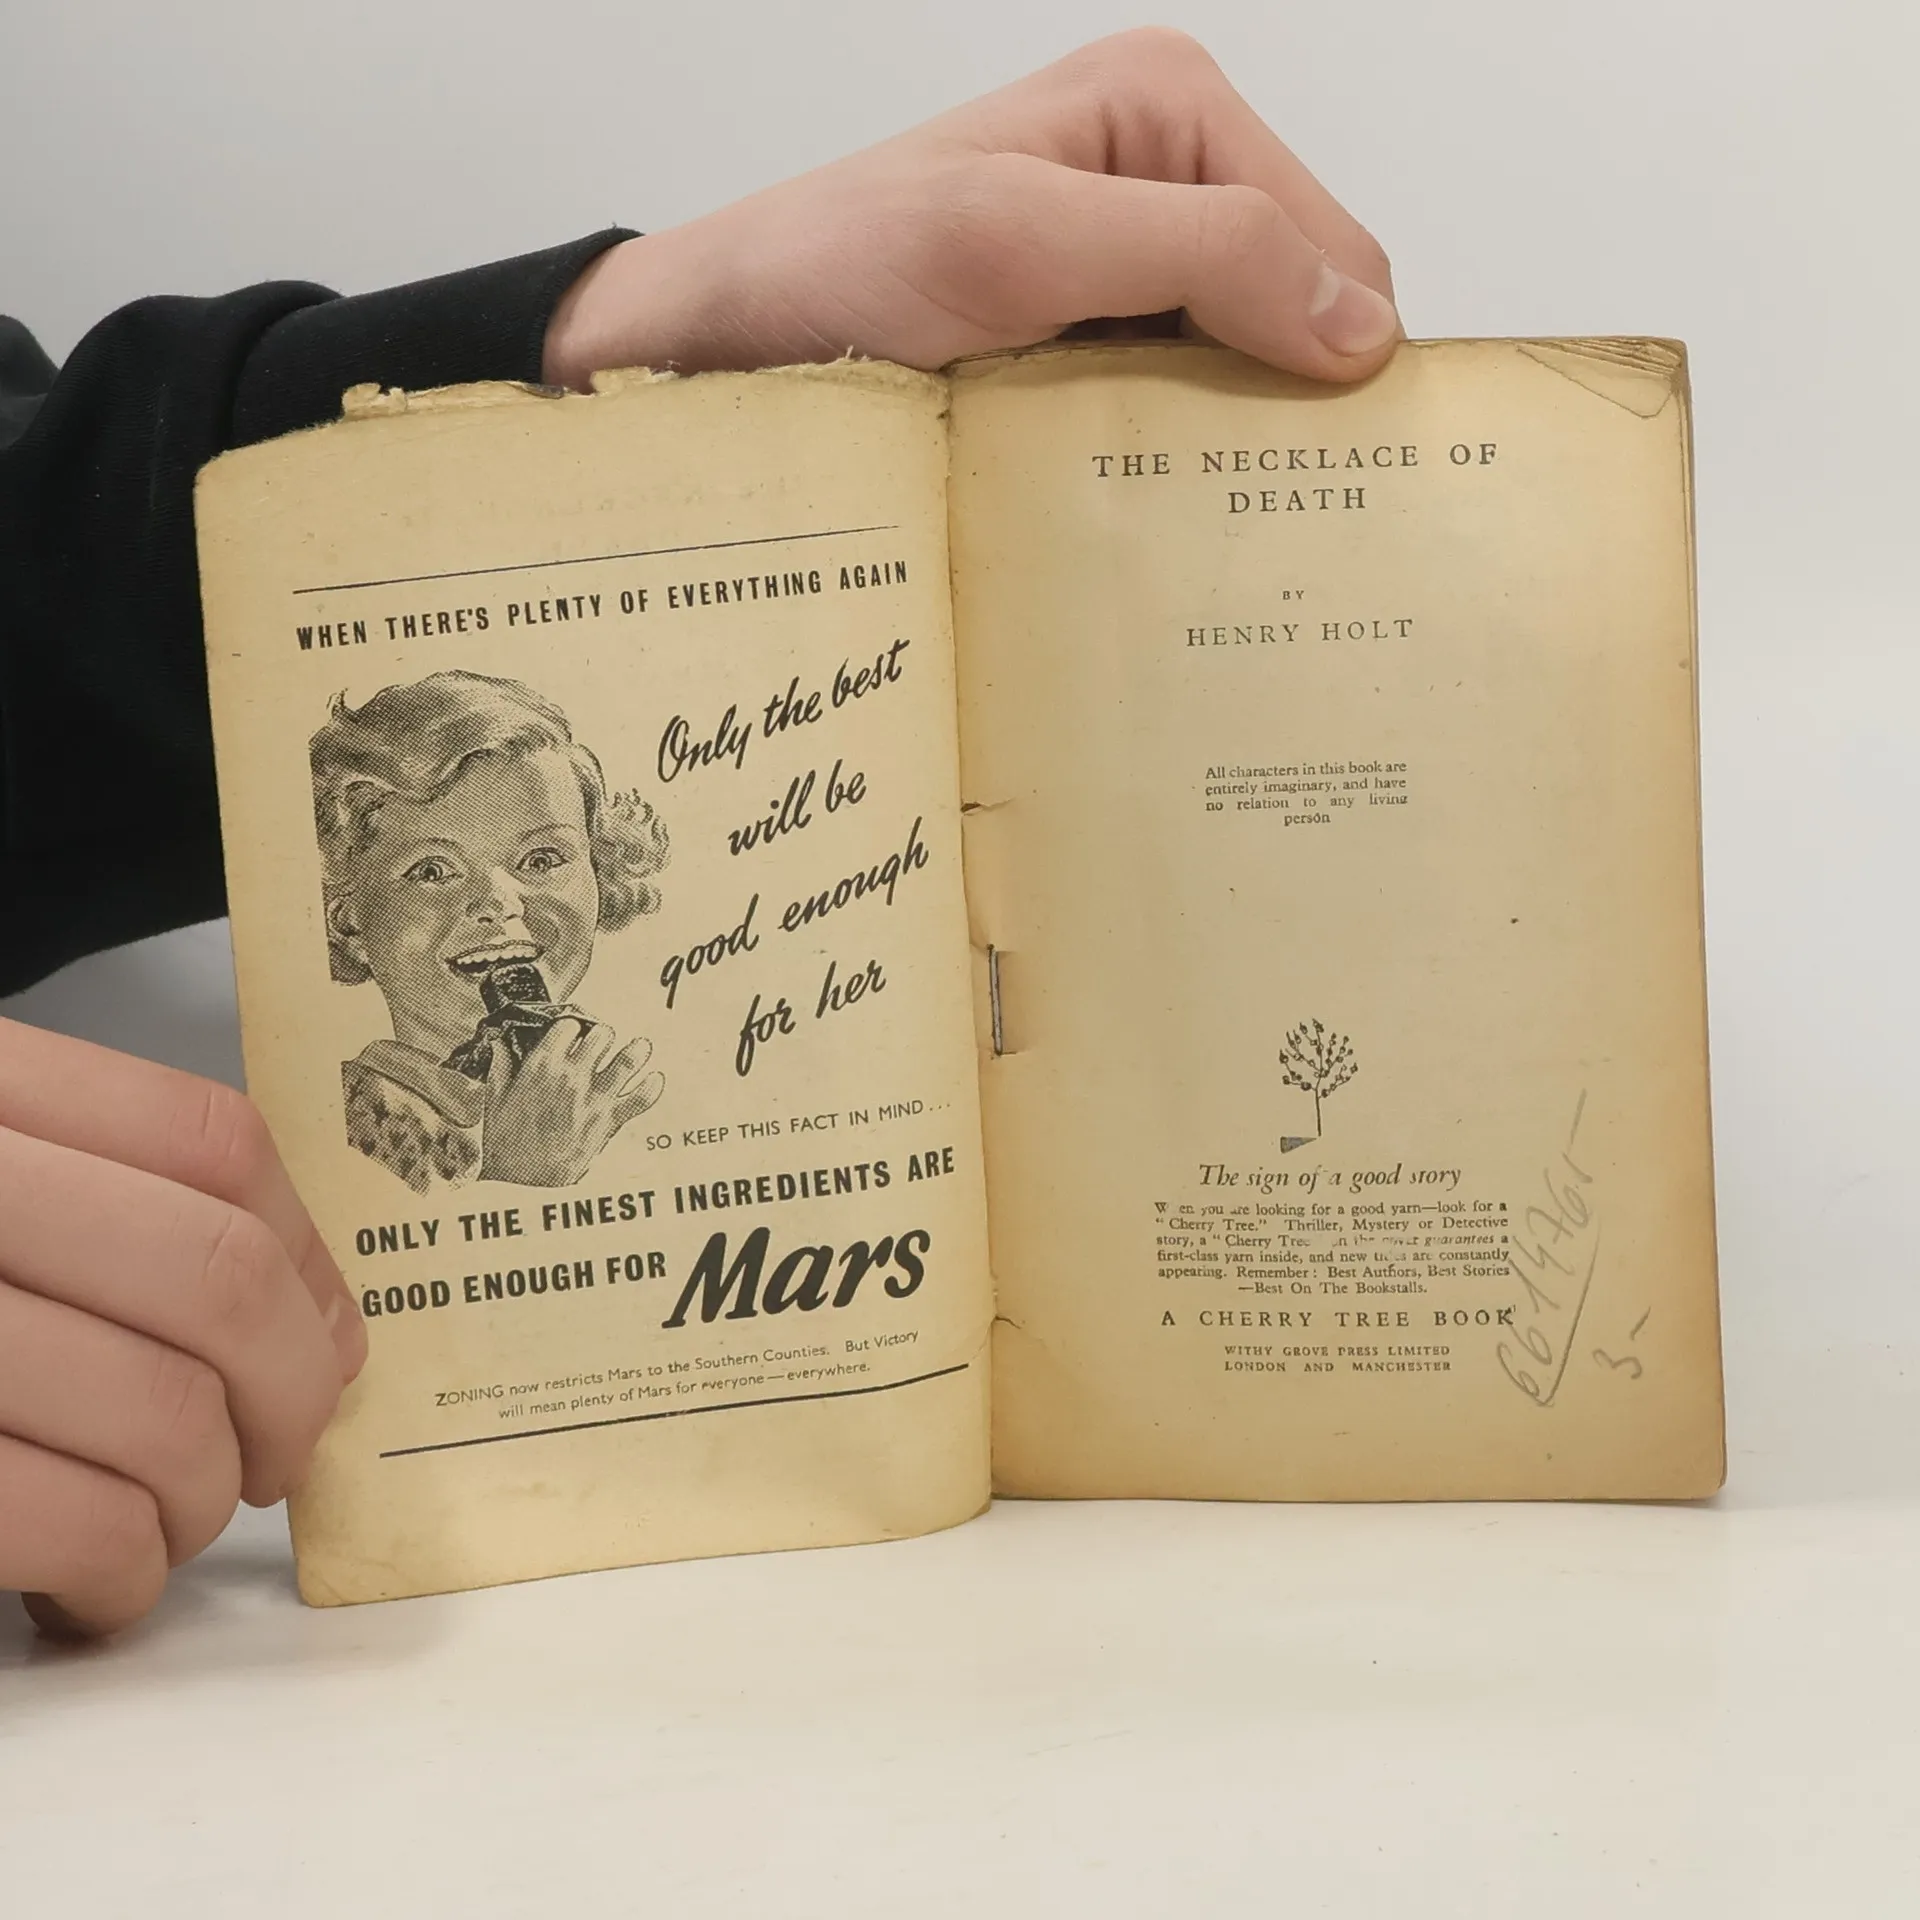 WHEN THERE'S PLENTY OF EVERYTHING AGAIN
Only the best
will be
good enough
for her
SO KEEP THIS FACT IN MIND...
ONLY THE FINEST INGREDIENTS ARE
GOOD ENOUGH FOR Mars
ZONING now restricts Mars to the Southern Counties. But Victory
will mean plenty of Mars for everyone—everywhere.
THE NECKLACE OF
DEATH
BY
HENRY HOLT
All characters in this book are
entirely imaginary, and have
no relation to any living
person
The sign of a good story
W en you are looking for a good yarn—look for a
"Cherry Tree." Thriller, Mystery or Detective
story, a "Cherry Tree on the cover guarantees a
first-class yarn inside, and new titles are constantly
appearing. Remember: Best Authors, Best Stories
—Best On The Bookstalls.
A CHERRY TREE BOOK
WITHY GROVE PRESS LIMITED
LONDON AND MANCHESTER
3-